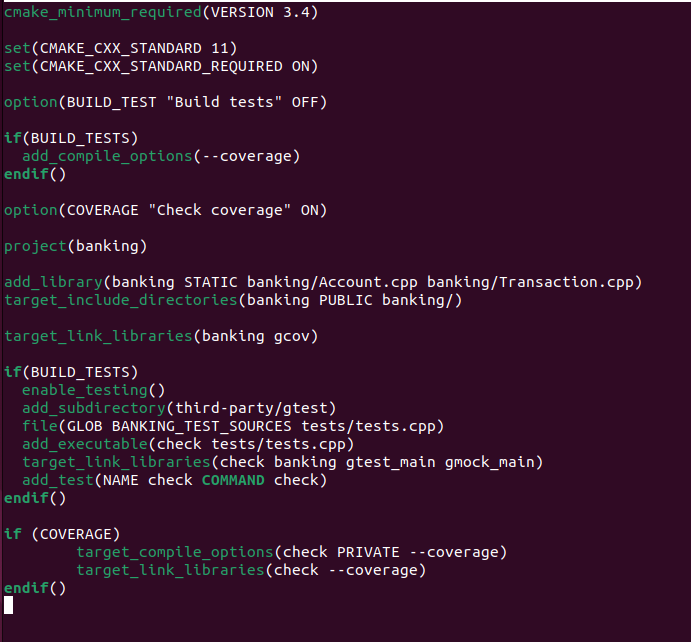 cmake_minimum_required(VERSION 3.4)
set(CMAKE_CXX_STANDARD 11)
set(CMAKE_CXX_STANDARD_REQUIRED ON)
option(BUILD_TEST "Build tests" OFF)
if(BUILD_TESTS)
  add_compile_options(--coverage)
endif()
option(COVERAGE "Check coverage" ON)
project(banking)
add_library(banking STATIC banking/Account.cpp banking/Transaction.cpp)
target_include_directories(banking PUBLIC banking/)
target_link_libraries(banking gcov)
if(BUILD_TESTS)
  enable_testing()
  add_subdirectory(third-party/gtest)
  file(GLOB BANKING_TEST_SOURCES tests/tests.cpp)
  add_executable(check tests/tests.cpp)
  target_link_libraries(check banking gtest_main gmock_main)
  add_test(NAME check COMMAND check)
endif()
if (COVERAGE)
        target_compile_options(check PRIVATE --coverage)
        target_link_libraries(check --coverage)
endif()